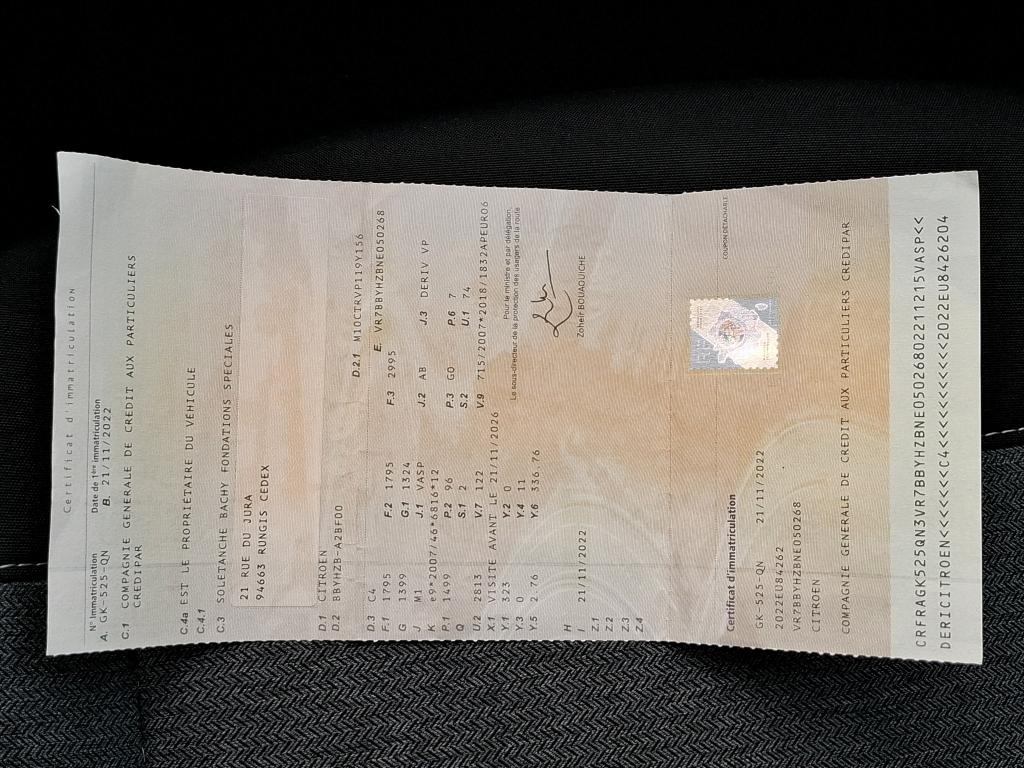 Certificat d'immatriculation
N° Immatriculation Date de 1ère immatriculation
A. GK-525-QN B. 21/11/2022
C.1 COMPAGNIE GENERALE DE CREDIT AUX PARTICULIERS
CREDIPAR
C.4a EST LE PROPRIÉTAIRE DU VÉHICULE
C.4.1
C.3 SOLETANCHE BACHY FONDATIONS SPECIALES
21 RUE DU JURA
94663 RUNGIS CEDEX
D.1 CITROEN
D.2 BBYHZB-A2BFD0 D.2.1 M10CTRVP119Y156
D.3 C4 E. VR7BBYHZBNE050268
F.1 1795 F.2 1795 F.3 2995
G 1399 G.1 1324
J M1 J.1 VASP J.2 AB J.3 DERIV VP
K e9*2007/46*6816*12
P.1 1499 P.2 96 P.3 GO P.6 7
Q S.1 2 S.2 U.1 74
U.2 2813 V.7 122 V.9 715/2007*2018/1832APEURO6
X.1 VISITE AVANT LE 21/11/2026
Y.1 323 Y.2 0
Y.3 0 Y.4 11
Y.5 2.76 Y.6 336.76
Pour le ministre et par délégation,
Le sous-directeur de la protection des usagers de la route
Zoheir BOUAOUICHE
H
I 21/11/2022
Z.1
Z.2
Z.3
Z.4
COUPON DÉTACHABLE
Certificat d'immatriculation
GK-525-QN 21/11/2022
2022EU84262
VR7BBYHZBNE050268
CITROEN
COMPAGNIE GENERALE DE CREDIT AUX PARTICULIERS CREDIPAR
CRFRAGK525QN3VR7BBYHZBNE0502680221121 5VASP<<
DERICITROEN<<<<<<<C4<<<<<<<<<<<2022EU8426204